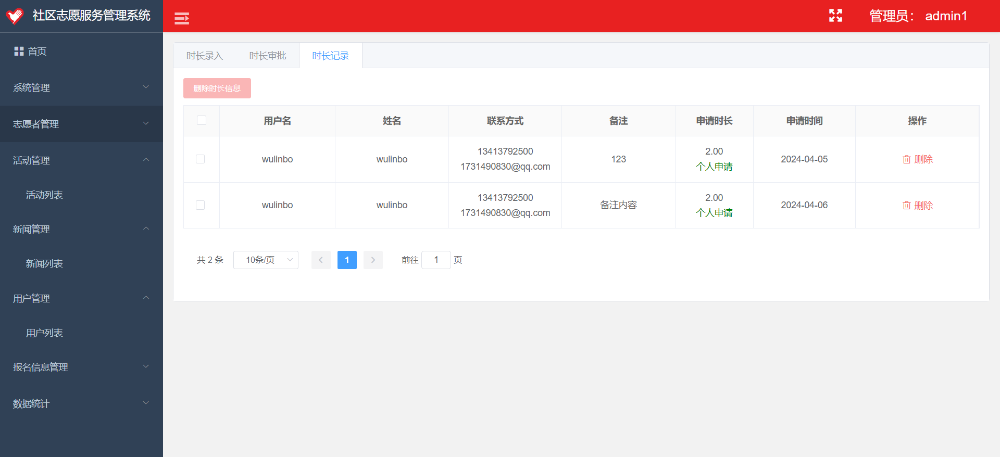 社区志愿服务管理系统
管理员： admin1
首页
系统管理
志愿者管理
活动管理
活动列表
新闻管理
新闻列表
用户管理
用户列表
报名信息管理
数据统计
时长录入 时长审批 时长记录
删除时长信息
用户名 姓名 联系方式 备注 申请时长 申请时间 操作
wulinbo wulinbo 13413792500 1731490830@qq.com 123 2.00 个人申请 2024-04-05 删除
wulinbo wulinbo 13413792500 1731490830@qq.com 备注内容 2.00 个人申请 2024-04-06 删除
共 2 条 10条/页 1 前往 1 页